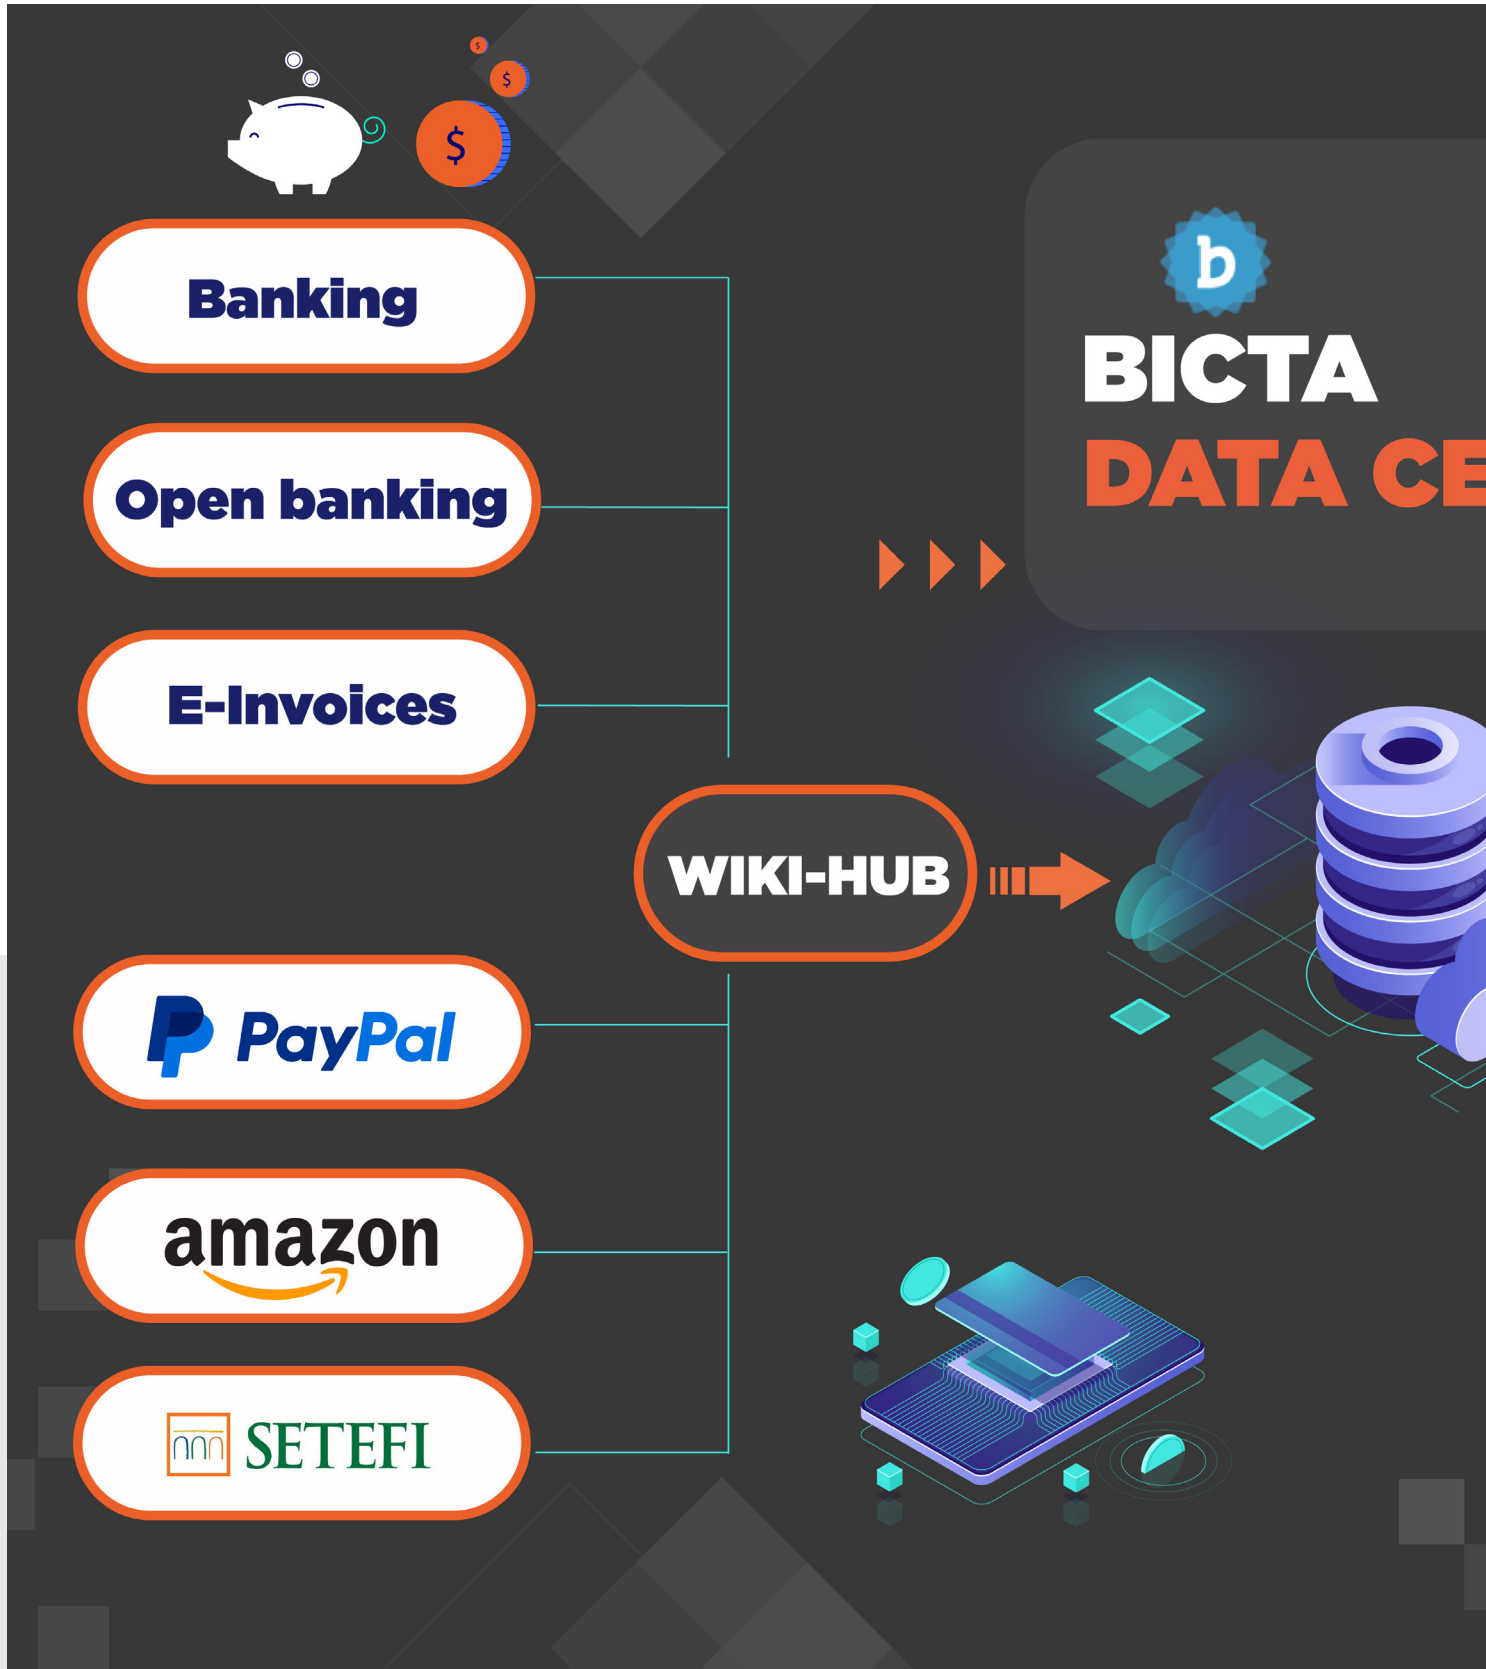 Banking
Open banking
E-Invoices
WIKI-HUB
PayPal
amazon
SETEFI
b
BICTA
DATA CE